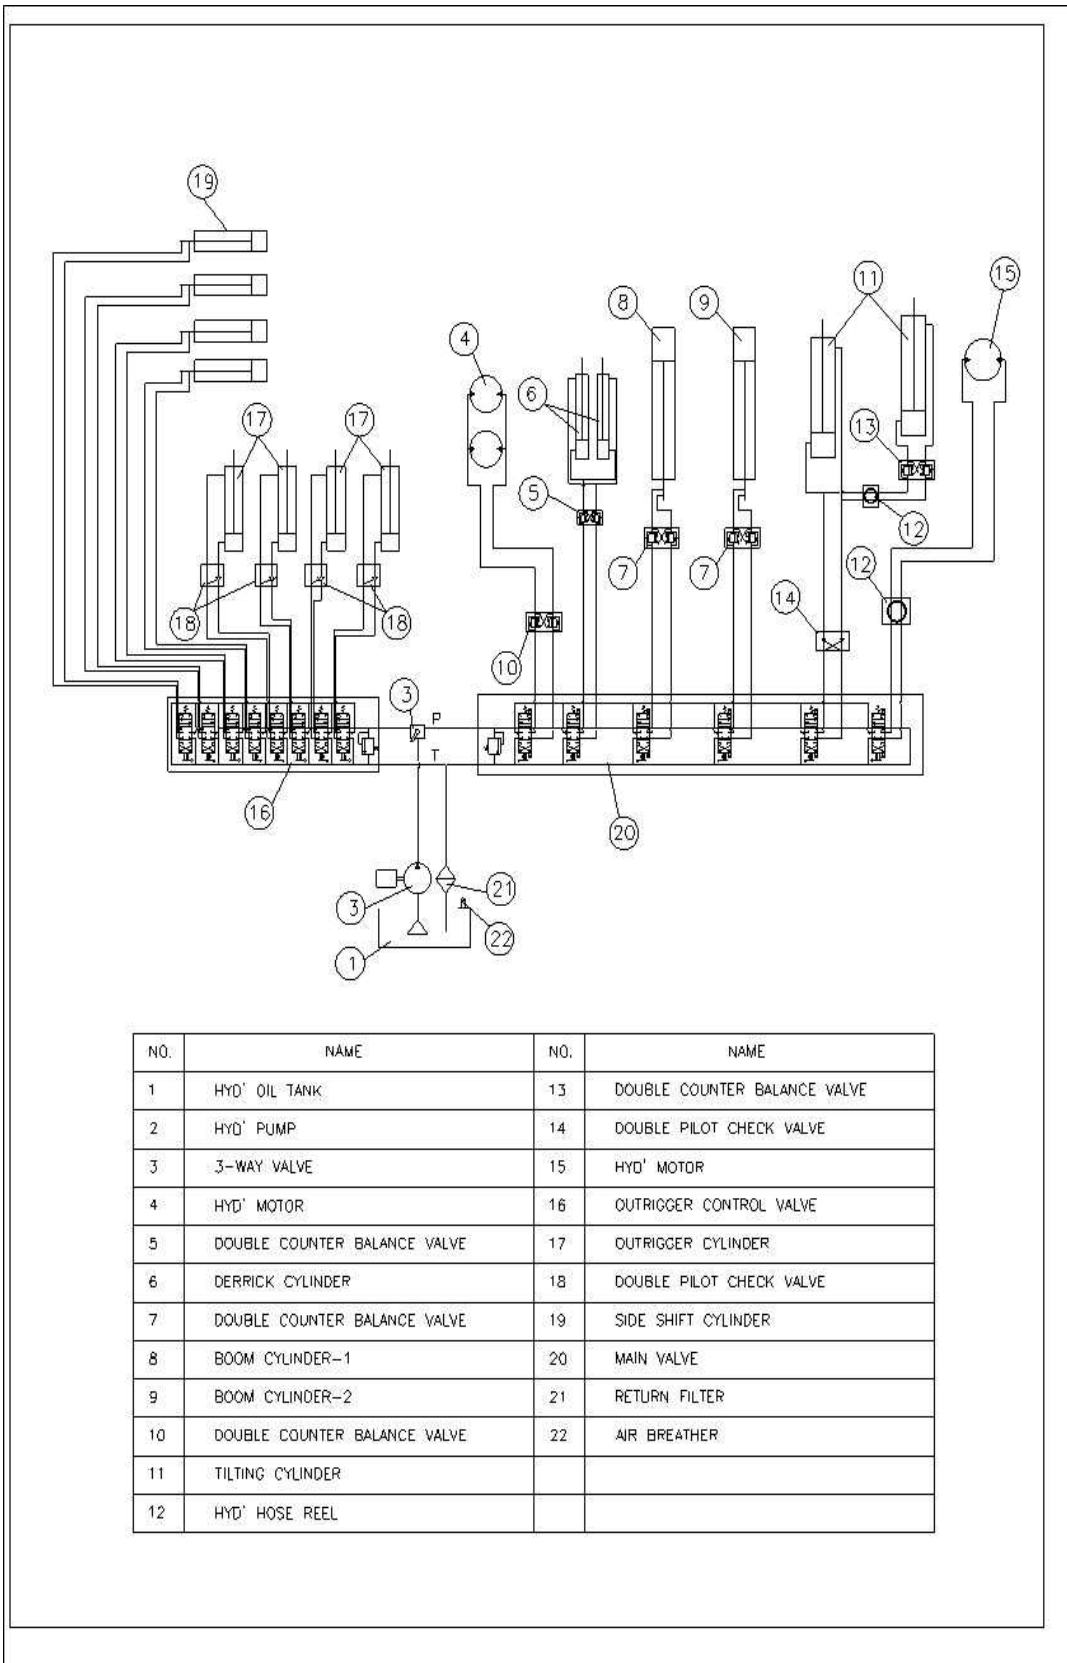 19
15
11
8
9
4
6
17
17
13
5
12
12
7
7
14
18
18
10
3
P
T
16
20
21
3
22
1
NO. NAME NO. NAME
1 HYD' OIL TANK 13 DOUBLE COUNTER BALANCE VALVE
2 HYD' PUMP 14 DOUBLE PILOT CHECK VALVE
3 3-WAY VALVE 15 HYD' MOTOR
4 HYD' MOTOR 16 OUTRIGGER CONTROL VALVE
5 DOUBLE COUNTER BALANCE VALVE 17 OUTRIGGER CYLINDER
6 DERRICK CYLINDER 18 DOUBLE PILOT CHECK VALVE
7 DOUBLE COUNTER BALANCE VALVE 19 SIDE SHIFT CYLINDER
8 BOOM CYLINDER-1 20 MAIN VALVE
9 BOOM CYLINDER-2 21 RETURN FILTER
10 DOUBLE COUNTER BALANCE VALVE 22 AIR BREATHER
11 TILTING CYLINDER
12 HYD' HOSE REEL